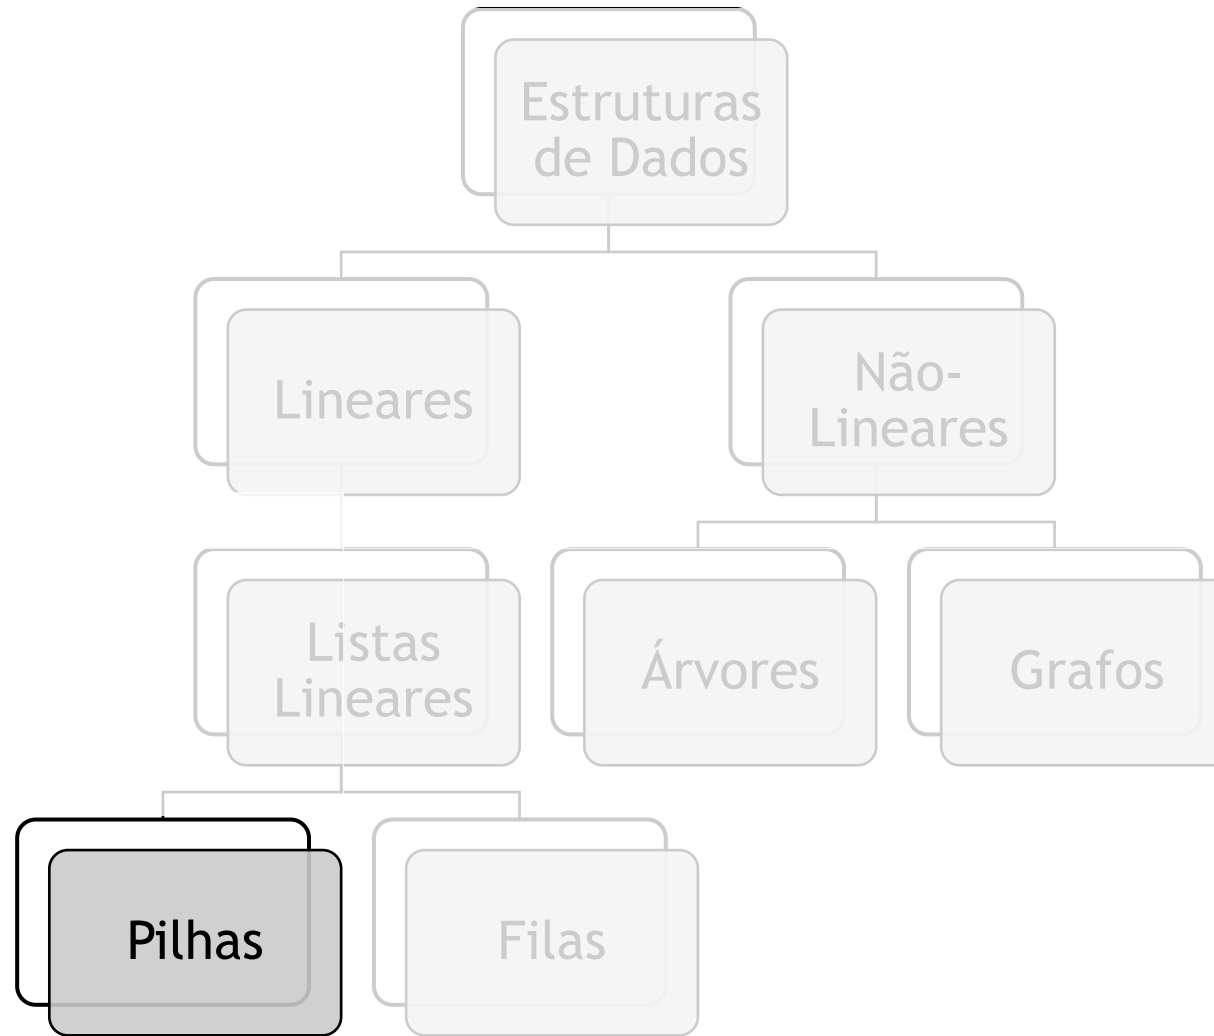 Estruturas
de Dados
Lineares
Não-
Lineares
Listas
Lineares
Árvores
Grafos
Pilhas
Filas